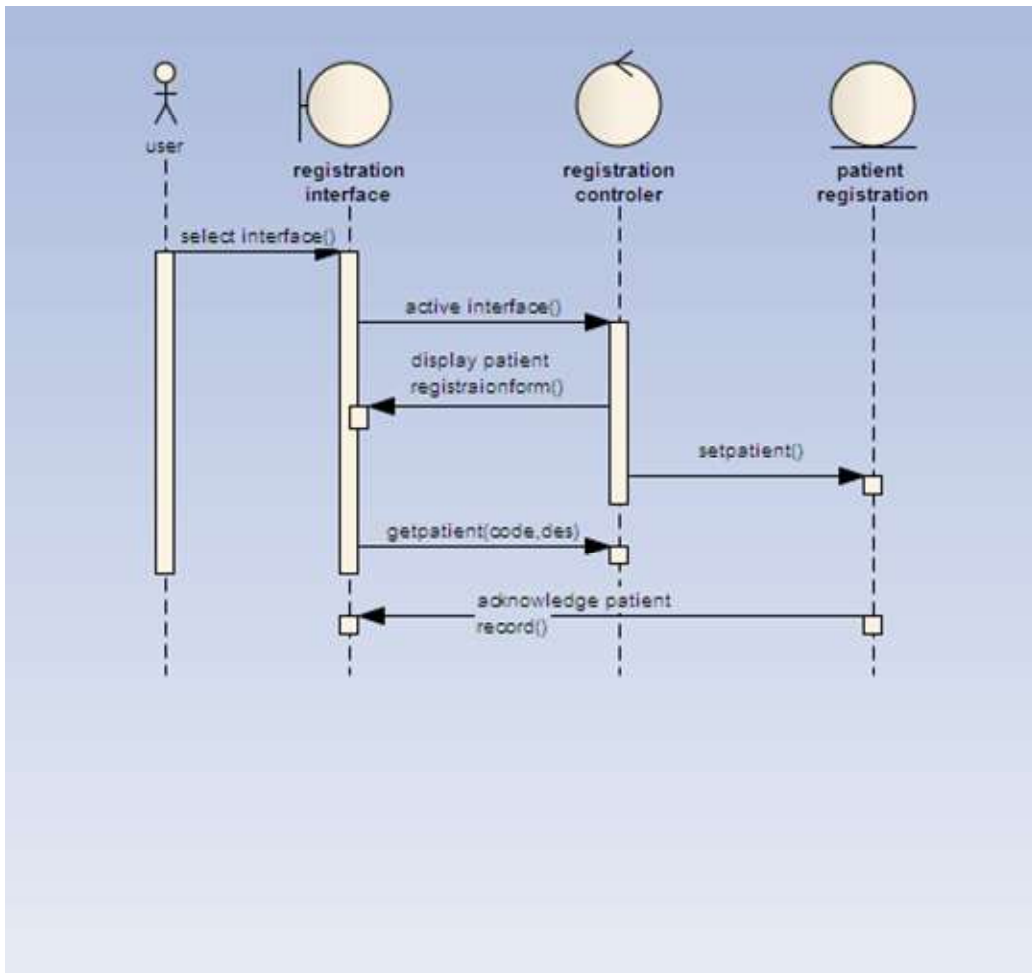 user
registration
interface
registration
controler
patient
registration
select interface()
active interface()
display patient
registraionform()
setpatient()
getpatient(code,des)
acknowledge patient
record()